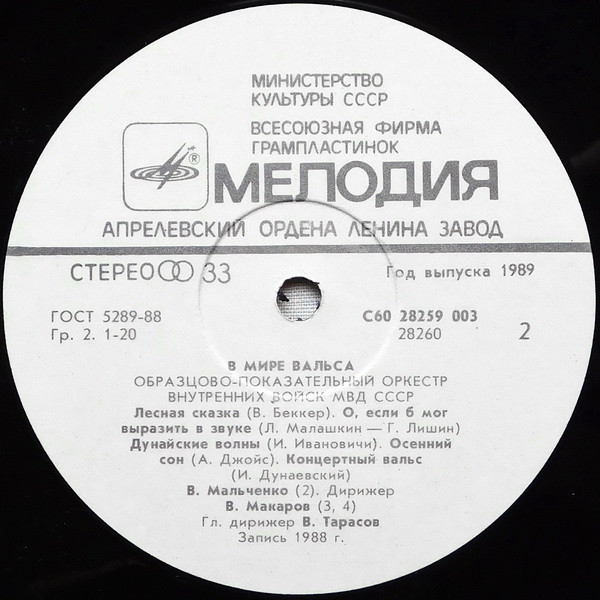 МИНИСТЕРСТВО
КУЛЬТУРЫ СССР
ВСЕСОЮЗНАЯ ФИРМА
ГРАМПЛАСТИНОК
®
МЕЛОДИЯ
АПРЕЛЕВСКИЙ ОРДЕНА ЛЕНИНА ЗАВОД
СТЕРЕО 33
Год выпуска 1989
ГОСТ 5289-88
Гр. 2. 1-20
С60 28259 003
28260
2
В МИРЕ ВАЛЬСА
ОБРАЗЦОВО-ПОКАЗАТЕЛЬНЫЙ ОРКЕСТР
ВНУТРЕННИХ ВОЙСК МВД СССР
Лесная сказка (В. Беккер). О, если б мог
выразить в звуке (Л. Малашкин — Г. Лишин)
Дунайские волны (И. Ивановичи). Осенний
сон (А. Джойс). Концертный вальс
(И. Дунаевский)
В. Мальченко (2). Дирижер
В. Макаров (3, 4)
Гл. дирижер В. Тарасов
Запись 1988 г.